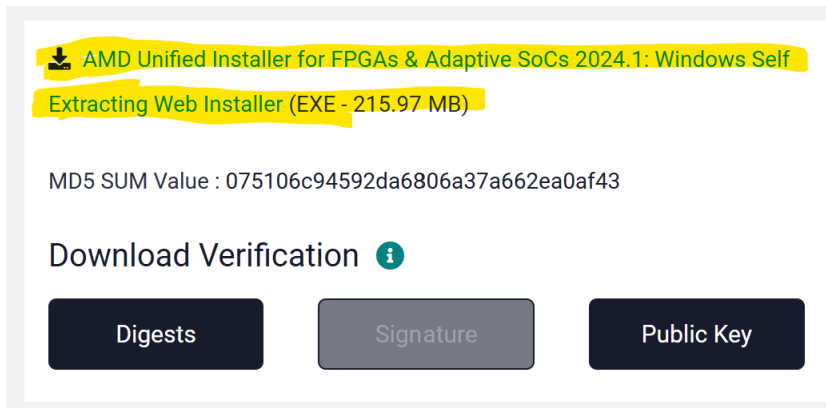 AMD Unified Installer for FPGAs & Adaptive SoCs 2024.1: Windows Self
Extracting Web Installer (EXE - 215.97 MB)
MD5 SUM Value : 075106c94592da6806a37a662ea0af43
Download Verification
Digests
Signature
Public Key